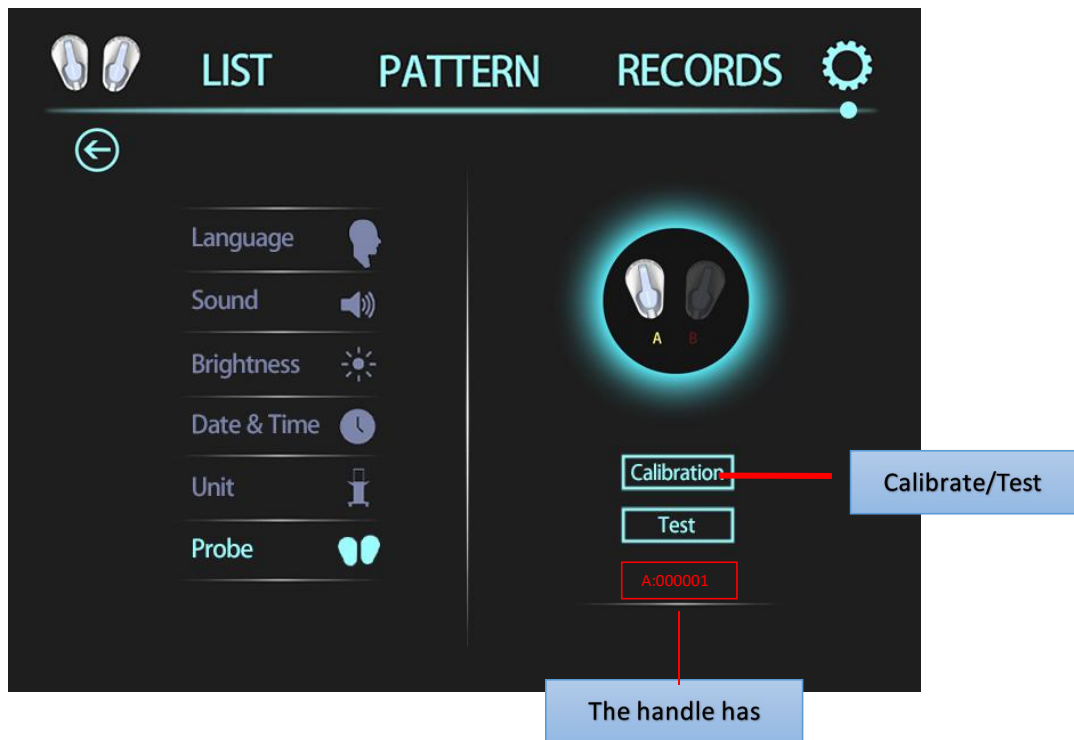 LIST PATTERN RECORDS
Language
Sound
Brightness
Date & Time
Unit
Probe
A B
Calibration
Test
A:000001
Calibrate/Test
The handle has